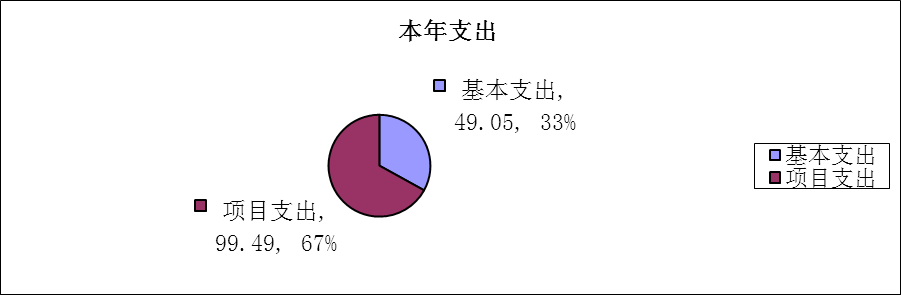 本年支出
基本支出,
49.05, 33%
项目支出,
99.49, 67%
基本支出
项目支出